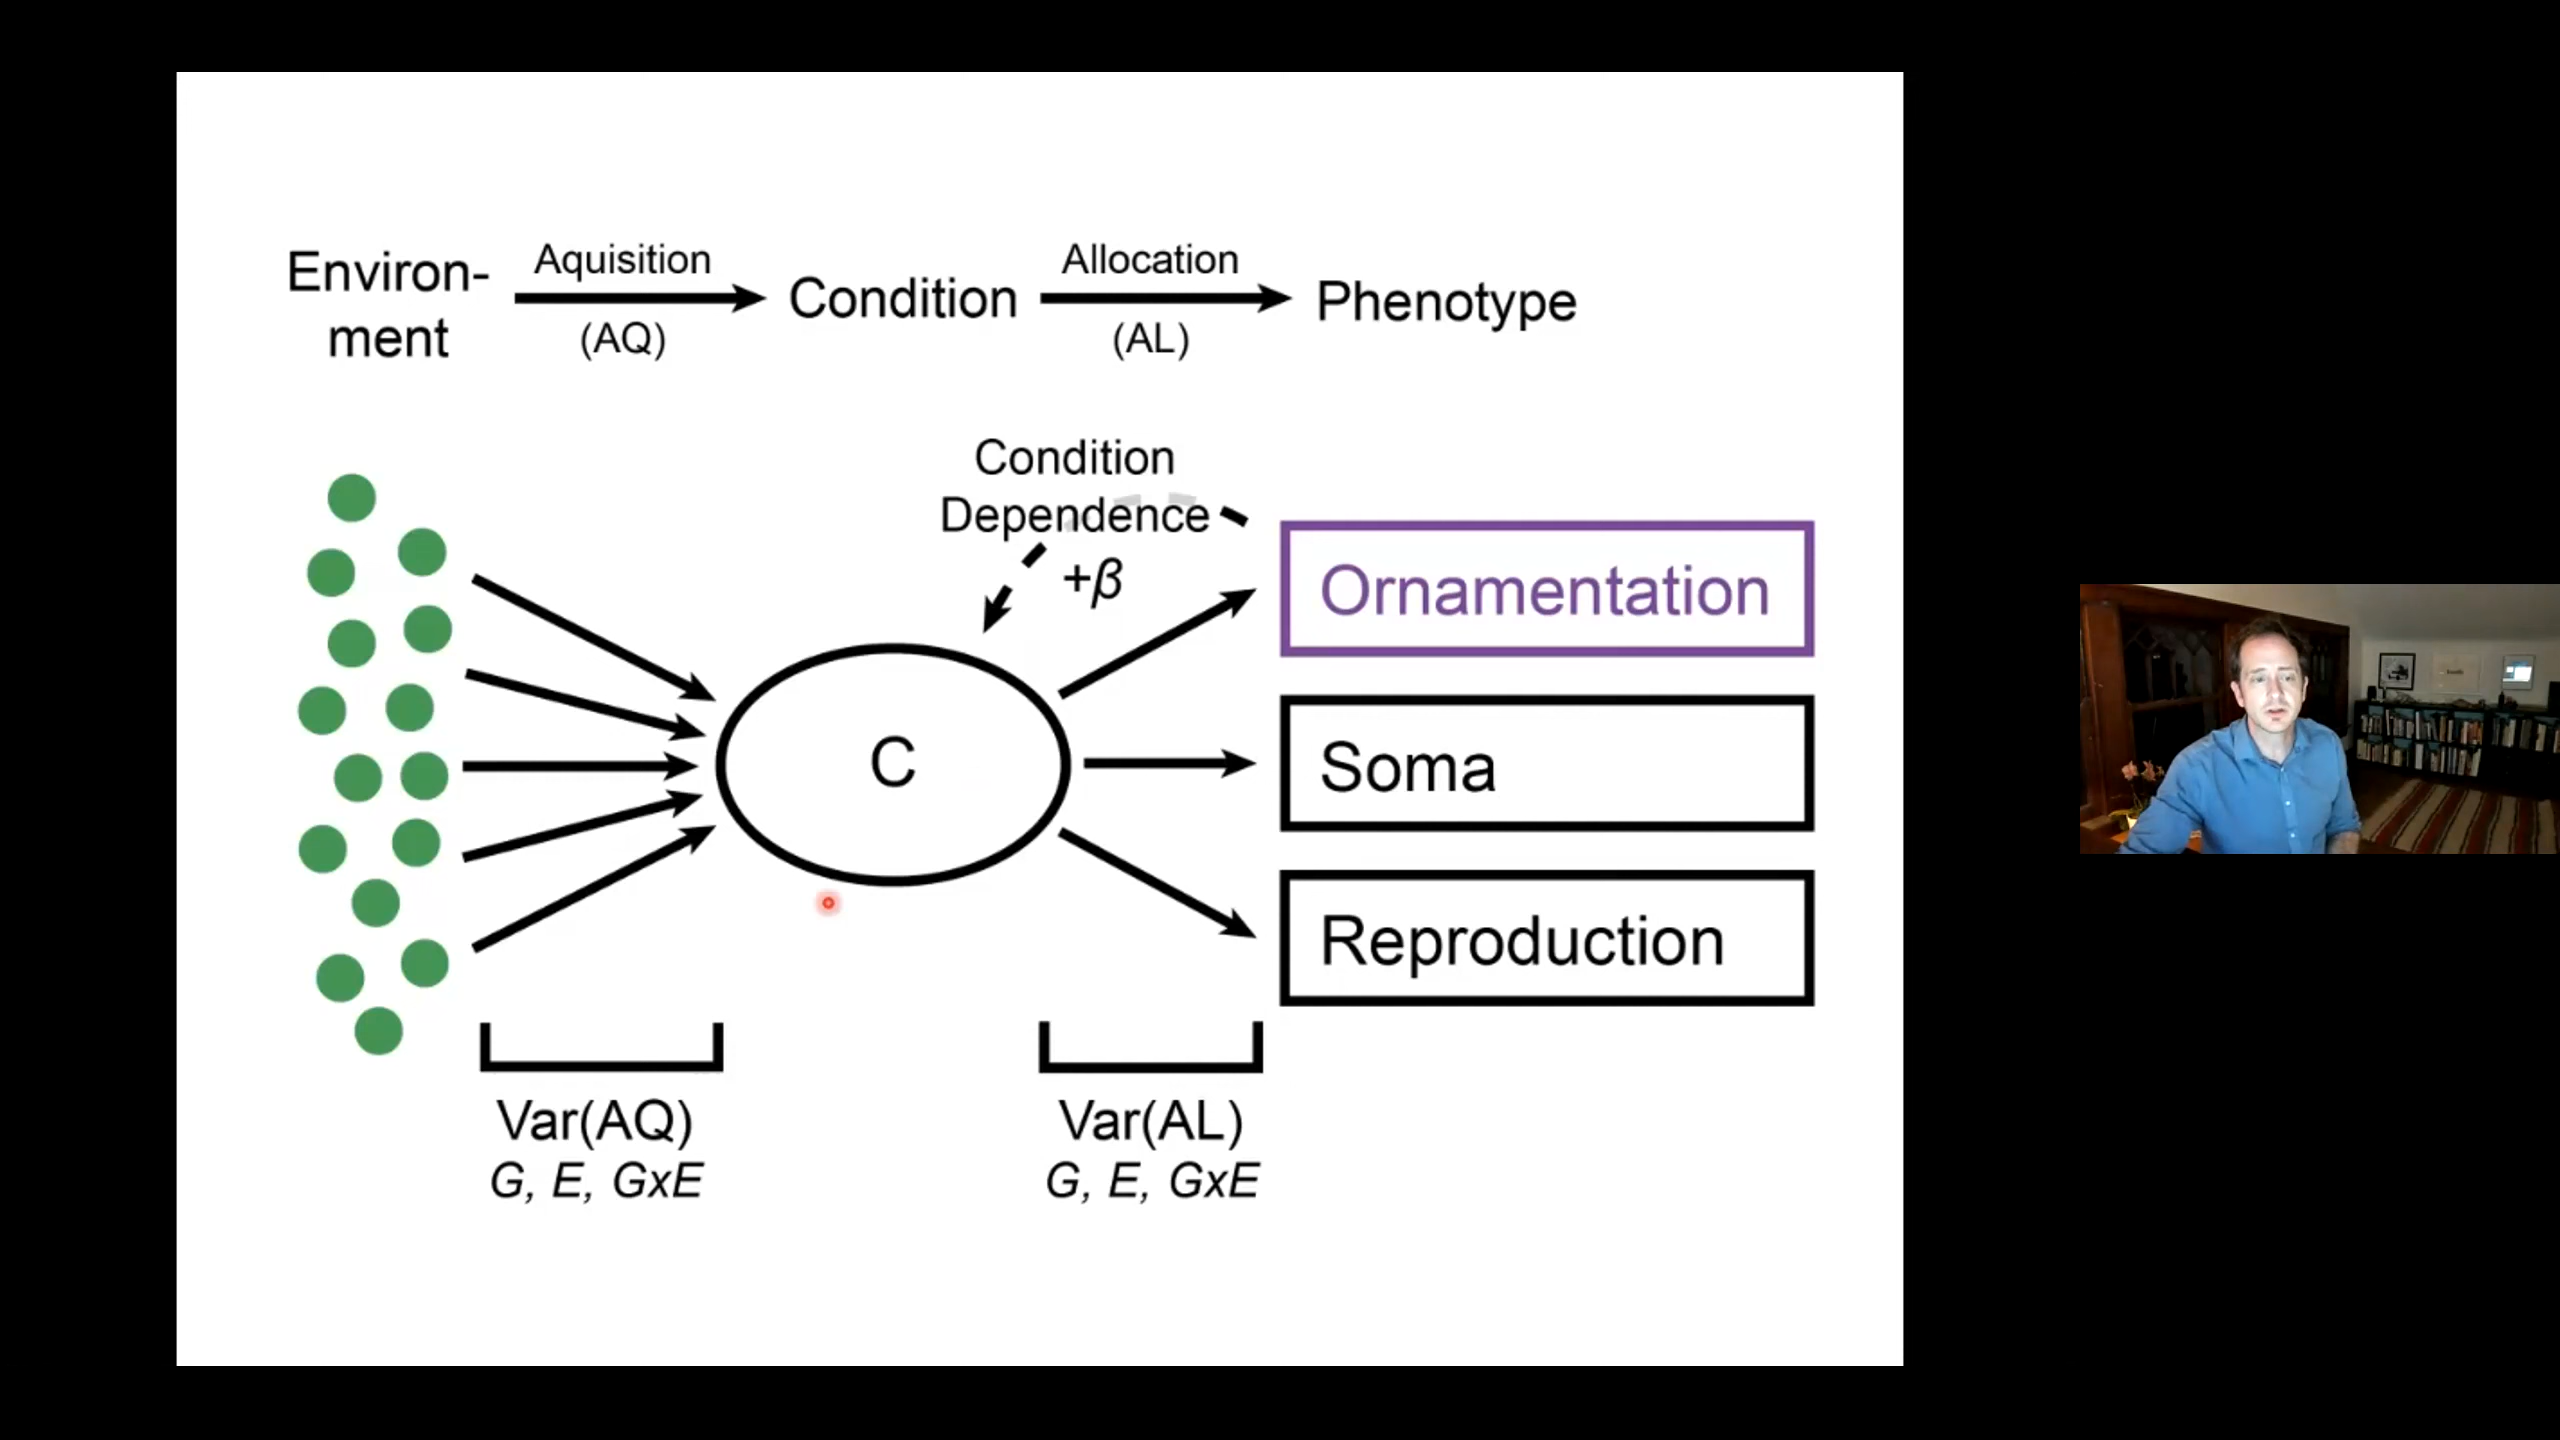 Environ-
ment
Aquisition
(AQ)
Condition
Allocation
(AL)
Phenotype
Condition
Dependence
+β
C
Ornamentation
Soma
Reproduction
Var(AQ)
G, E, GxE
Var(AL)
G, E, GxE